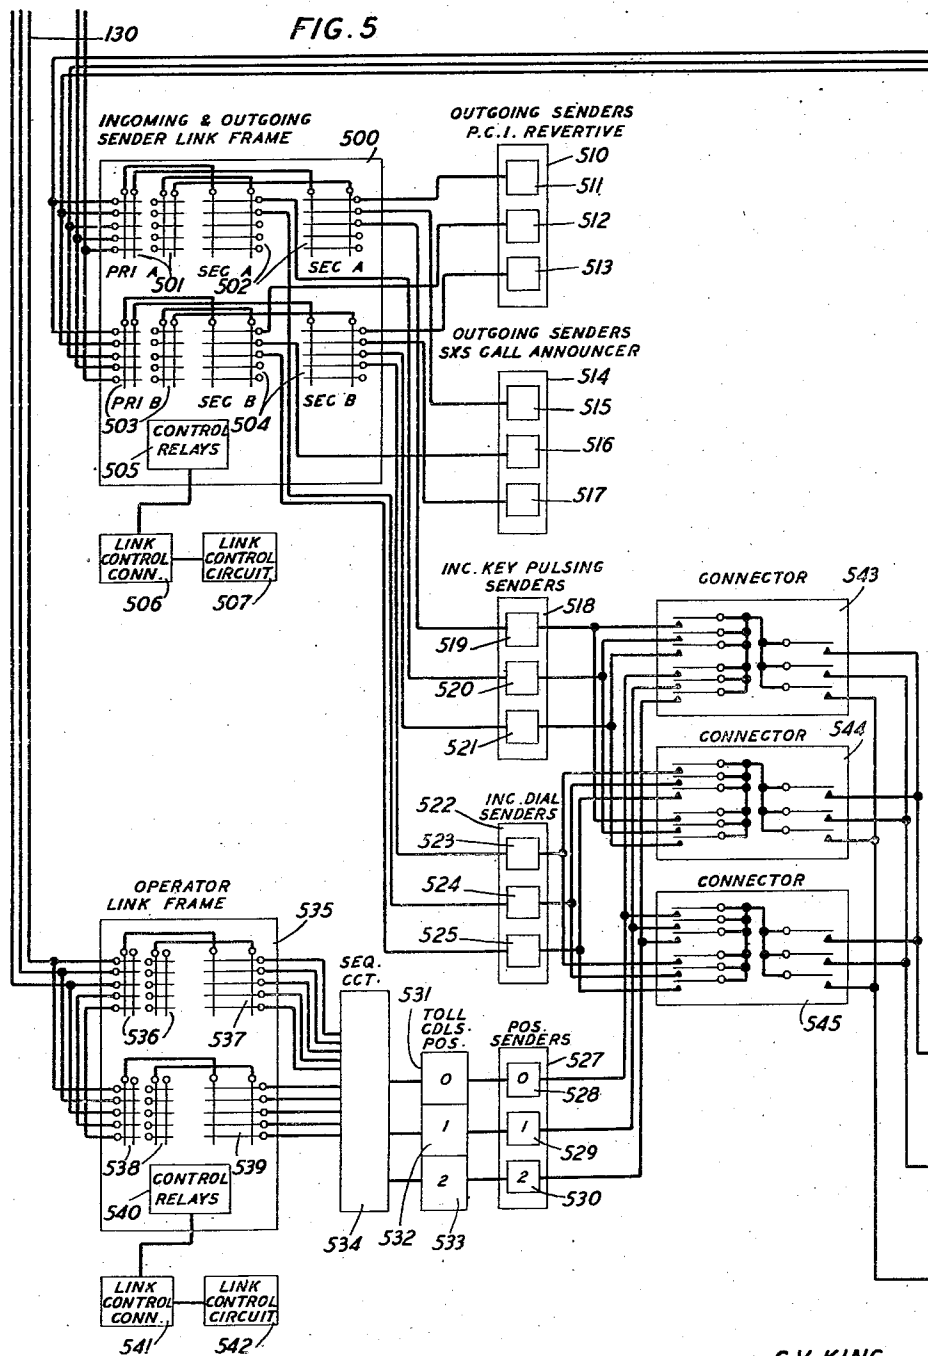 FIG. 5
130
INCOMING & OUTGOING
SENDER LINK FRAME
500
OUTGOING SENDERS
P.C.I. REVERTIVE
510
511
512
513
PRI A
501
SEC A
502
SEC A
OUTGOING SENDERS
SXS CALL ANNOUNCER
514
515
516
517
PRI B
503
SEC B
504
SEC B
CONTROL
RELAYS
505
LINK
CONTROL
CONN.
506
LINK
CONTROL
CIRCUIT
507
INC. KEY PULSING
SENDERS
518
519
520
521
CONNECTOR
543
CONNECTOR
544
INC. DIAL
SENDERS
522
523
524
525
CONNECTOR
545
OPERATOR
LINK FRAME
535
536
537
538
539
CONTROL
RELAYS
540
SEQ.
CCT.
534
531
TOLL
CDLS.
POS.
0
1
2
532
533
POS.
SENDERS
527
0
528
1
529
2
530
LINK
CONTROL
CONN.
541
LINK
CONTROL
CIRCUIT
542